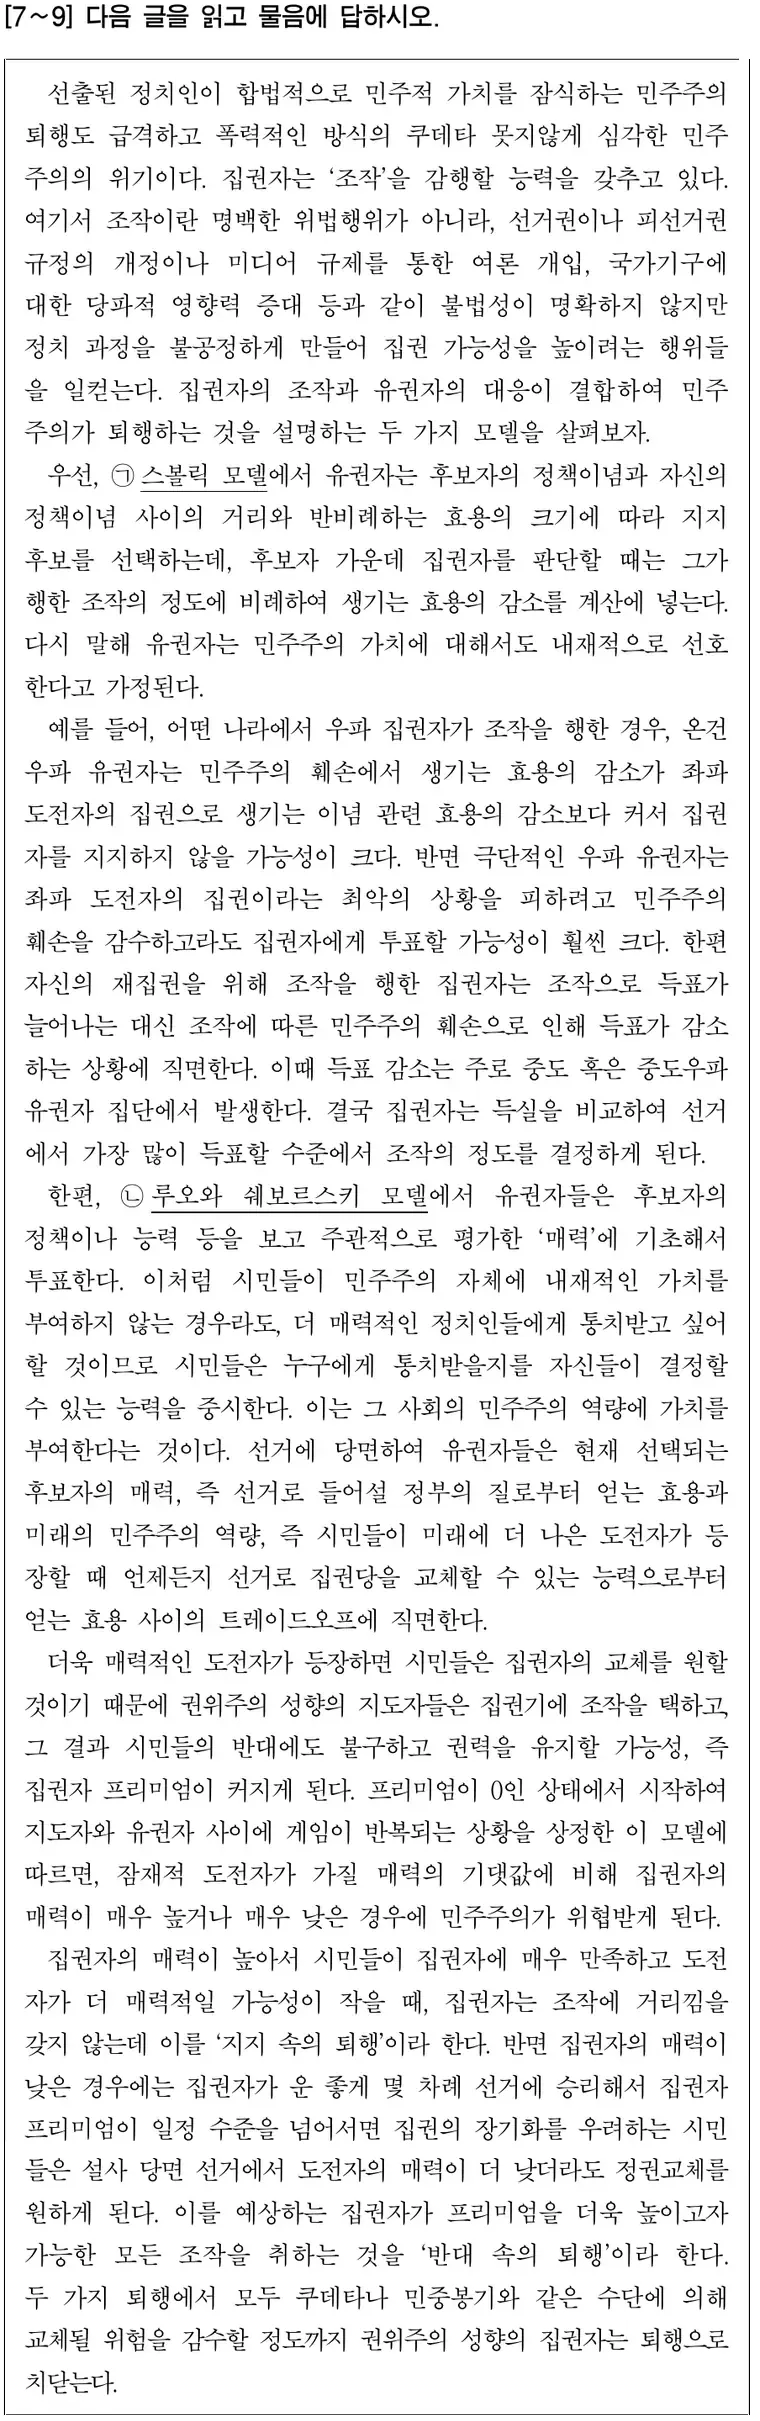 [7～9] 다음 글을 읽고 물음에 답하시오.
선출된 정치인이 합법적으로 민주적 가치를 잠식하는 민주주의
퇴행도 급격하고 폭력적인 방식의 쿠데타 못지않게 심각한 민주
주의의 위기이다. 집권자는 ‘조작’을 감행할 능력을 갖추고 있다.
여기서 조작이란 명백한 위법행위가 아니라, 선거권이나 피선거권
규정의 개정이나 미디어 규제를 통한 여론 개입, 국가기구에
대한 당파적 영향력 증대 등과 같이 불법성이 명확하지 않지만
정치 과정을 불공정하게 만들어 집권 가능성을 높이려는 행위들
을 일컫는다. 집권자의 조작과 유권자의 대응이 결합하여 민주
주의가 퇴행하는 것을 설명하는 두 가지 모델을 살펴보자.
우선, ㉠스볼릭 모델에서 유권자는 후보자의 정책이념과 자신의
정책이념 사이의 거리와 반비례하는 효용의 크기에 따라 지지
후보를 선택하는데, 후보자 가운데 집권자를 판단할 때는 그가
행한 조작의 정도에 비례하여 생기는 효용의 감소를 계산에 넣는다.
다시 말해 유권자는 민주주의 가치에 대해서도 내재적으로 선호
한다고 가정된다.
예를 들어, 어떤 나라에서 우파 집권자가 조작을 행한 경우, 온건
우파 유권자는 민주주의 훼손에서 생기는 효용의 감소가 좌파
도전자의 집권으로 생기는 이념 관련 효용의 감소보다 커서 집권
자를 지지하지 않을 가능성이 크다. 반면 극단적인 우파 유권자는
좌파 도전자의 집권이라는 최악의 상황을 피하려고 민주주의
훼손을 감수하고라도 집권자에게 투표할 가능성이 훨씬 크다. 한편
자신의 재집권을 위해 조작을 행한 집권자는 조작으로 득표가
늘어나는 대신 조작에 따른 민주주의 훼손으로 인해 득표가 감소
하는 상황에 직면한다. 이때 득표 감소는 주로 중도 혹은 중도우파
유권자 집단에서 발생한다. 결국 집권자는 득실을 비교하여 선거
에서 가장 많이 득표할 수준에서 조작의 정도를 결정하게 된다.
한편, ㉡루오와 쉐보르스키 모델에서 유권자들은 후보자의
정책이나 능력 등을 보고 주관적으로 평가한 ‘매력’에 기초해서
투표한다. 이처럼 시민들이 민주주의 자체에 내재적인 가치를
부여하지 않는 경우라도, 더 매력적인 정치인들에게 통치받고 싶어
할 것이므로 시민들은 누구에게 통치받을지를 자신들이 결정할
수 있는 능력을 중시한다. 이는 그 사회의 민주주의 역량에 가치를
부여한다는 것이다. 선거에 당면하여 유권자들은 현재 선택되는
후보자의 매력, 즉 선거로 들어설 정부의 질로부터 얻는 효용과
미래의 민주주의 역량, 즉 시민들이 미래에 더 나은 도전자가 등
장할 때 언제든지 선거로 집권당을 교체할 수 있는 능력으로부터
얻는 효용 사이의 트레이드오프에 직면한다.
더욱 매력적인 도전자가 등장하면 시민들은 집권자의 교체를 원할
것이기 때문에 권위주의 성향의 지도자들은 집권기에 조작을 택하고,
그 결과 시민들의 반대에도 불구하고 권력을 유지할 가능성, 즉
집권자 프리미엄이 커지게 된다. 프리미엄이 0인 상태에서 시작하여
지도자와 유권자 사이에 게임이 반복되는 상황을 상정한 이 모델에
따르면, 잠재적 도전자가 가질 매력의 기댓값에 비해 집권자의
매력이 매우 높거나 매우 낮은 경우에 민주주의가 위협받게 된다.
집권자의 매력이 높아서 시민들이 집권자에 매우 만족하고 도전
자가 더 매력적일 가능성이 작을 때, 집권자는 조작에 거리낌을
갖지 않는데 이를 ‘지지 속의 퇴행’이라 한다. 반면 집권자의 매력이
낮은 경우에는 집권자가 운 좋게 몇 차례 선거에 승리해서 집권자
프리미엄이 일정 수준을 넘어서면 집권의 장기화를 우려하는 시민
들은 설사 당면 선거에서 도전자의 매력이 더 낮더라도 정권교체를
원하게 된다. 이를 예상하는 집권자가 프리미엄을 더욱 높이고자
가능한 모든 조작을 취하는 것을 ‘반대 속의 퇴행’이라 한다.
두 가지 퇴행에서 모두 쿠데타나 민중봉기와 같은 수단에 의해
교체될 위험을 감수할 정도까지 권위주의 성향의 집권자는 퇴행으로
치닫는다.